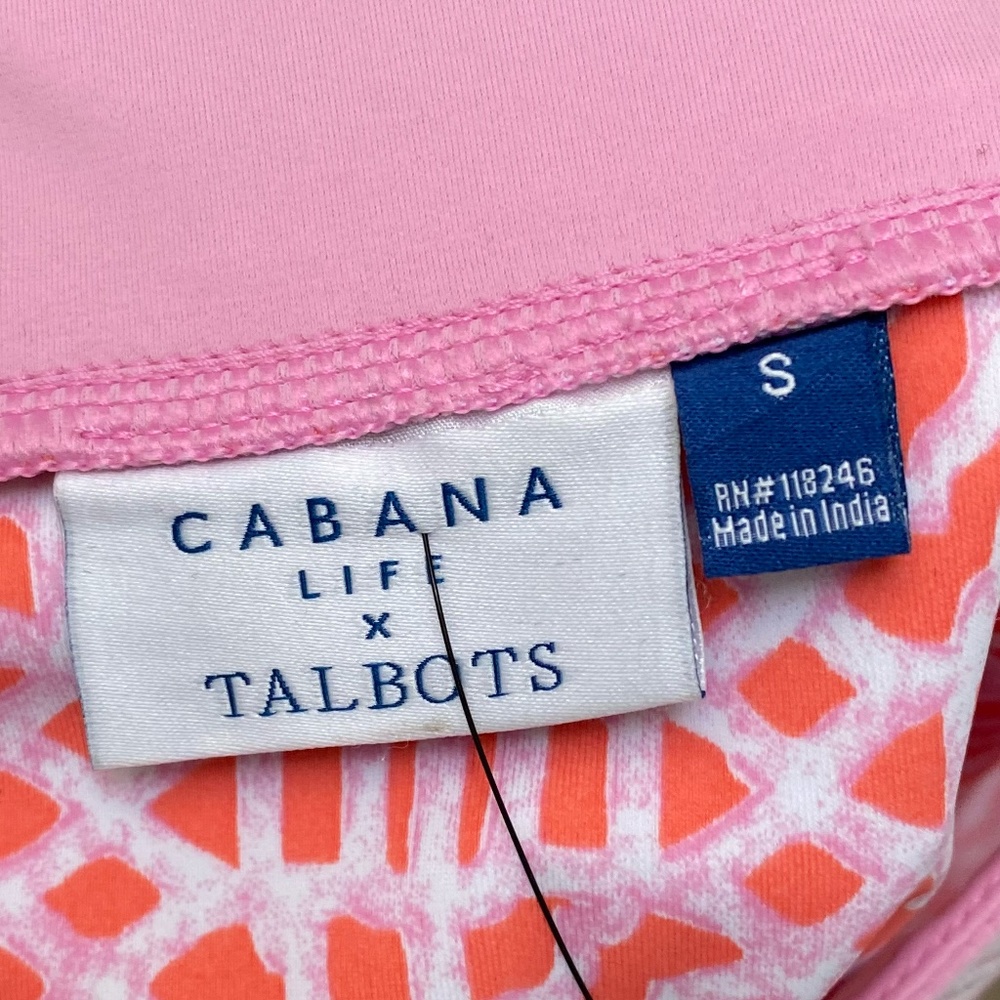 CABANA
LIFE
X
TALBOTS
S
RN#118246
Made in India